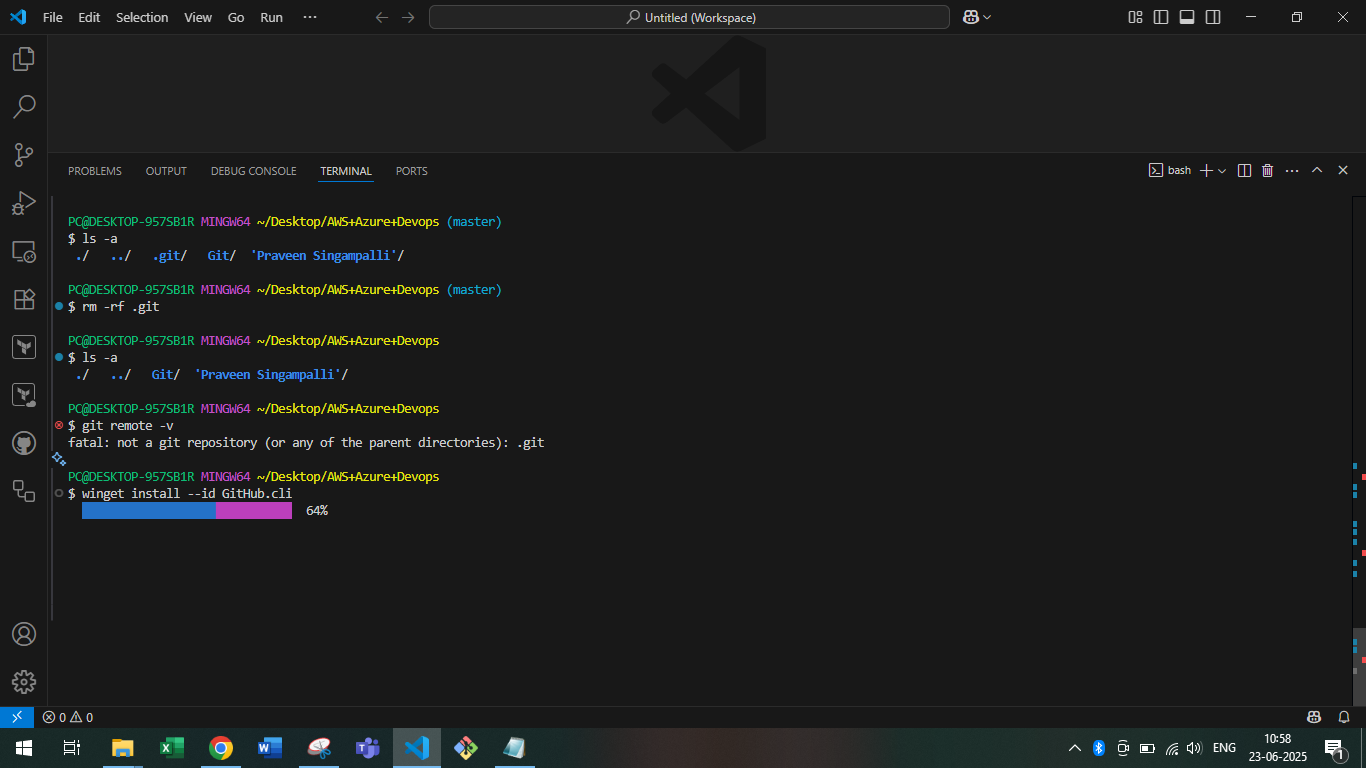 File Edit Selection View Go Run ···
Untitled (Workspace)
PROBLEMS OUTPUT DEBUG CONSOLE TERMINAL PORTS
bash
PC@DESKTOP-957SB1R MINGW64 ~/Desktop/AWS+Azure+Devops (master)
$ ls -a
./ ../ .git/ Git/ 'Praveen Singampalli'/
PC@DESKTOP-957SB1R MINGW64 ~/Desktop/AWS+Azure+Devops (master)
$ rm -rf .git
PC@DESKTOP-957SB1R MINGW64 ~/Desktop/AWS+Azure+Devops
$ ls -a
./ ../ Git/ 'Praveen Singampalli'/
PC@DESKTOP-957SB1R MINGW64 ~/Desktop/AWS+Azure+Devops
$ git remote -v
fatal: not a git repository (or any of the parent directories): .git
PC@DESKTOP-957SB1R MINGW64 ~/Desktop/AWS+Azure+Devops
$ winget install --id GitHub.cli
64%
0 0
ENG
10:58
23-06-2025
1